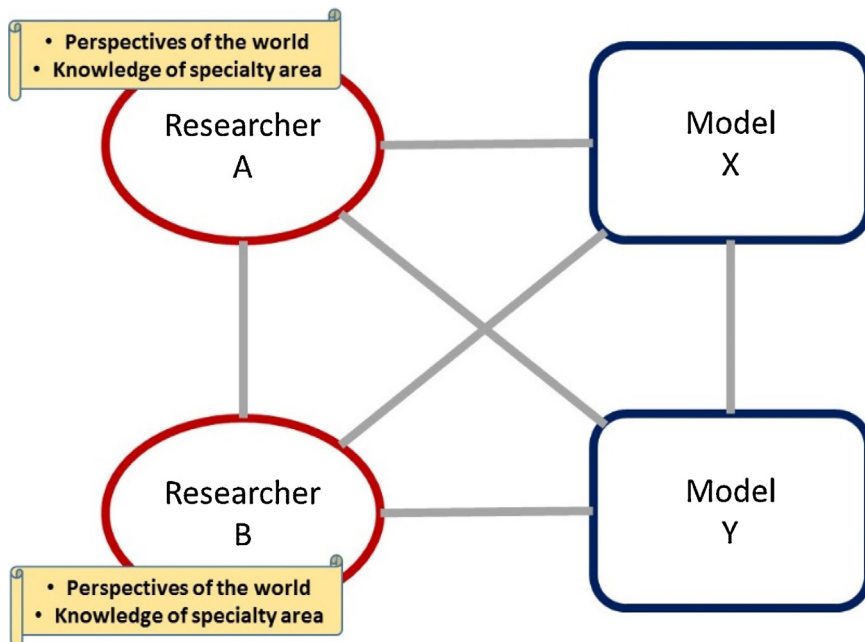 • Perspectives of the world
• Knowledge of specialty area
Researcher
A
Model
X
Researcher
B
Model
Y
• Perspectives of the world
• Knowledge of specialty area